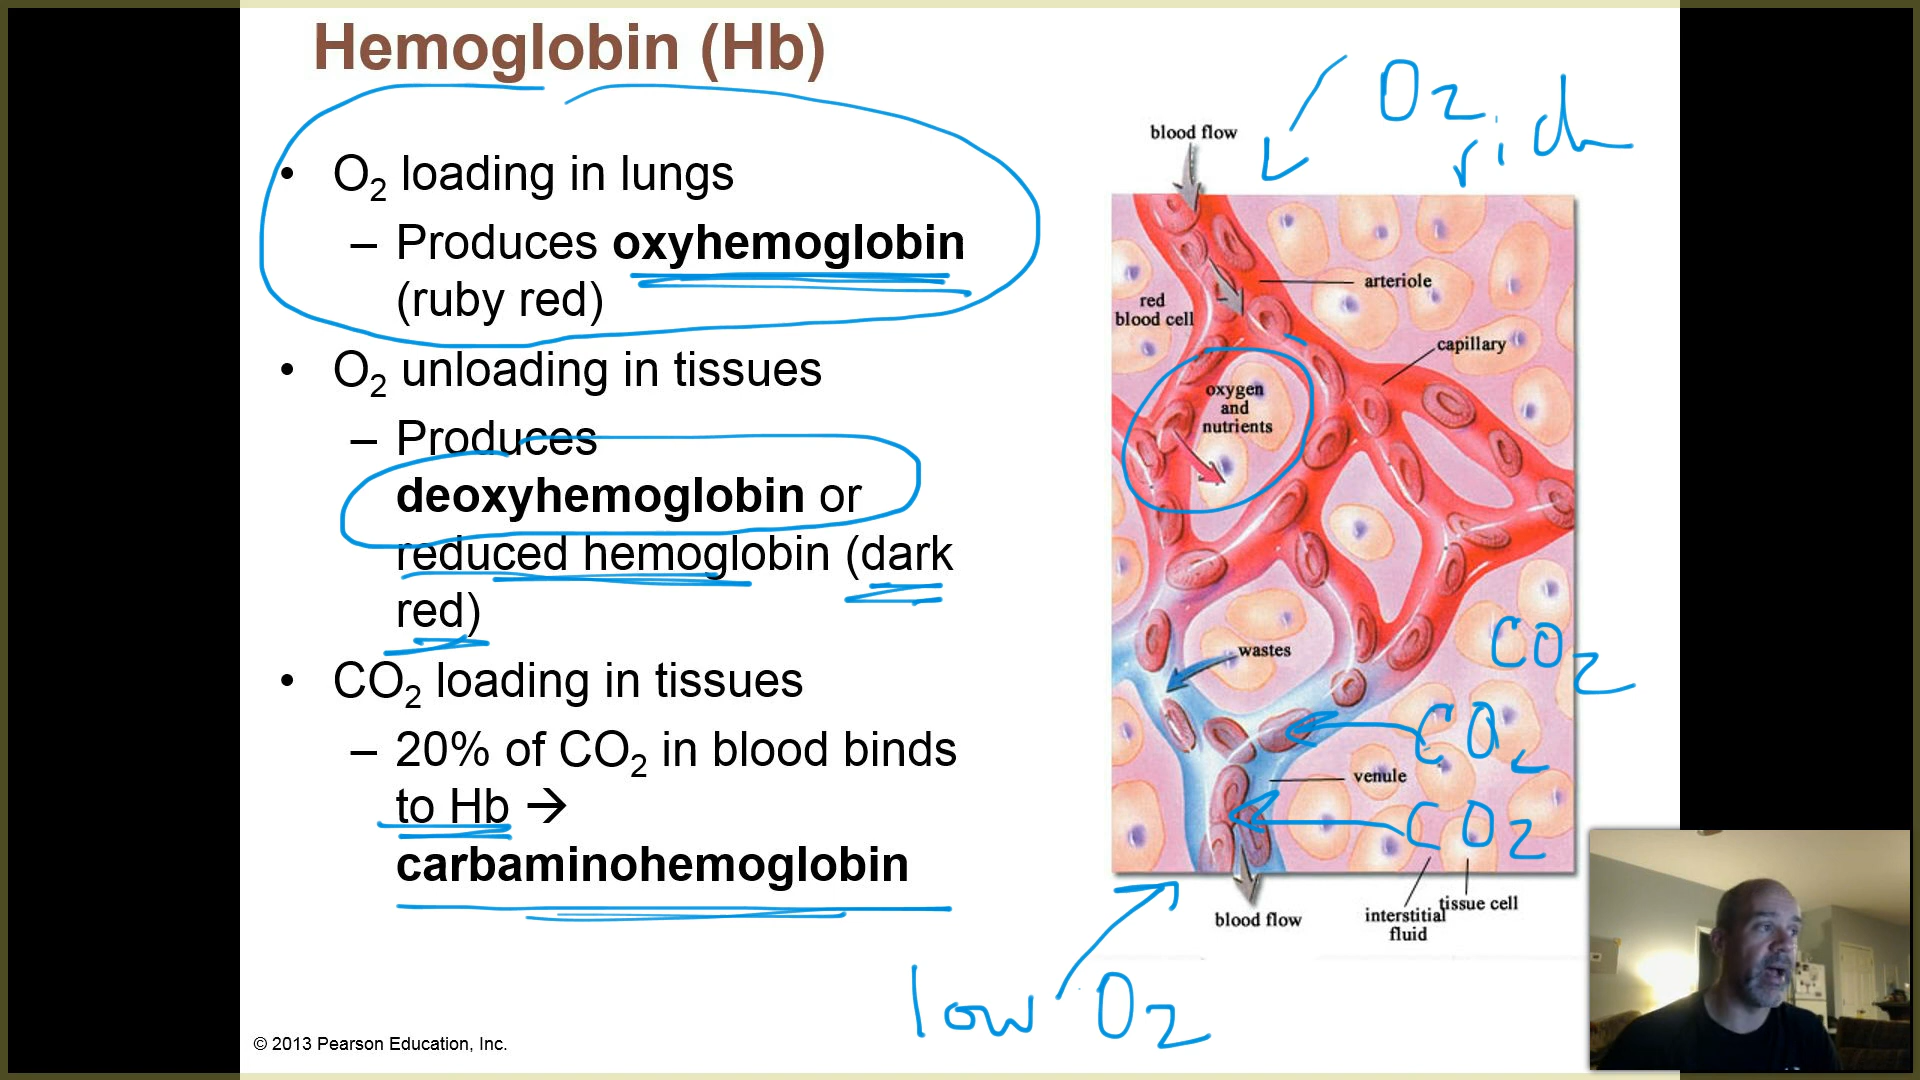 Hemoglobin (Hb)
• O₂ loading in lungs
– Produces oxyhemoglobin
(ruby red)
• O₂ unloading in tissues
– Produces
deoxyhemoglobin or
reduced hemoglobin (dark
red)
• CO₂ loading in tissues
– 20% of CO₂ in blood binds
to Hb →
carbaminohemoglobin
© 2013 Pearson Education, Inc.
O₂
rich
blood flow
arteriole
red
blood cell
capillary
oxygen
and
nutrients
CO₂
wastes
CO₂
venule
CO₂
tissue cell
interstitial
fluid
blood flow
low O₂